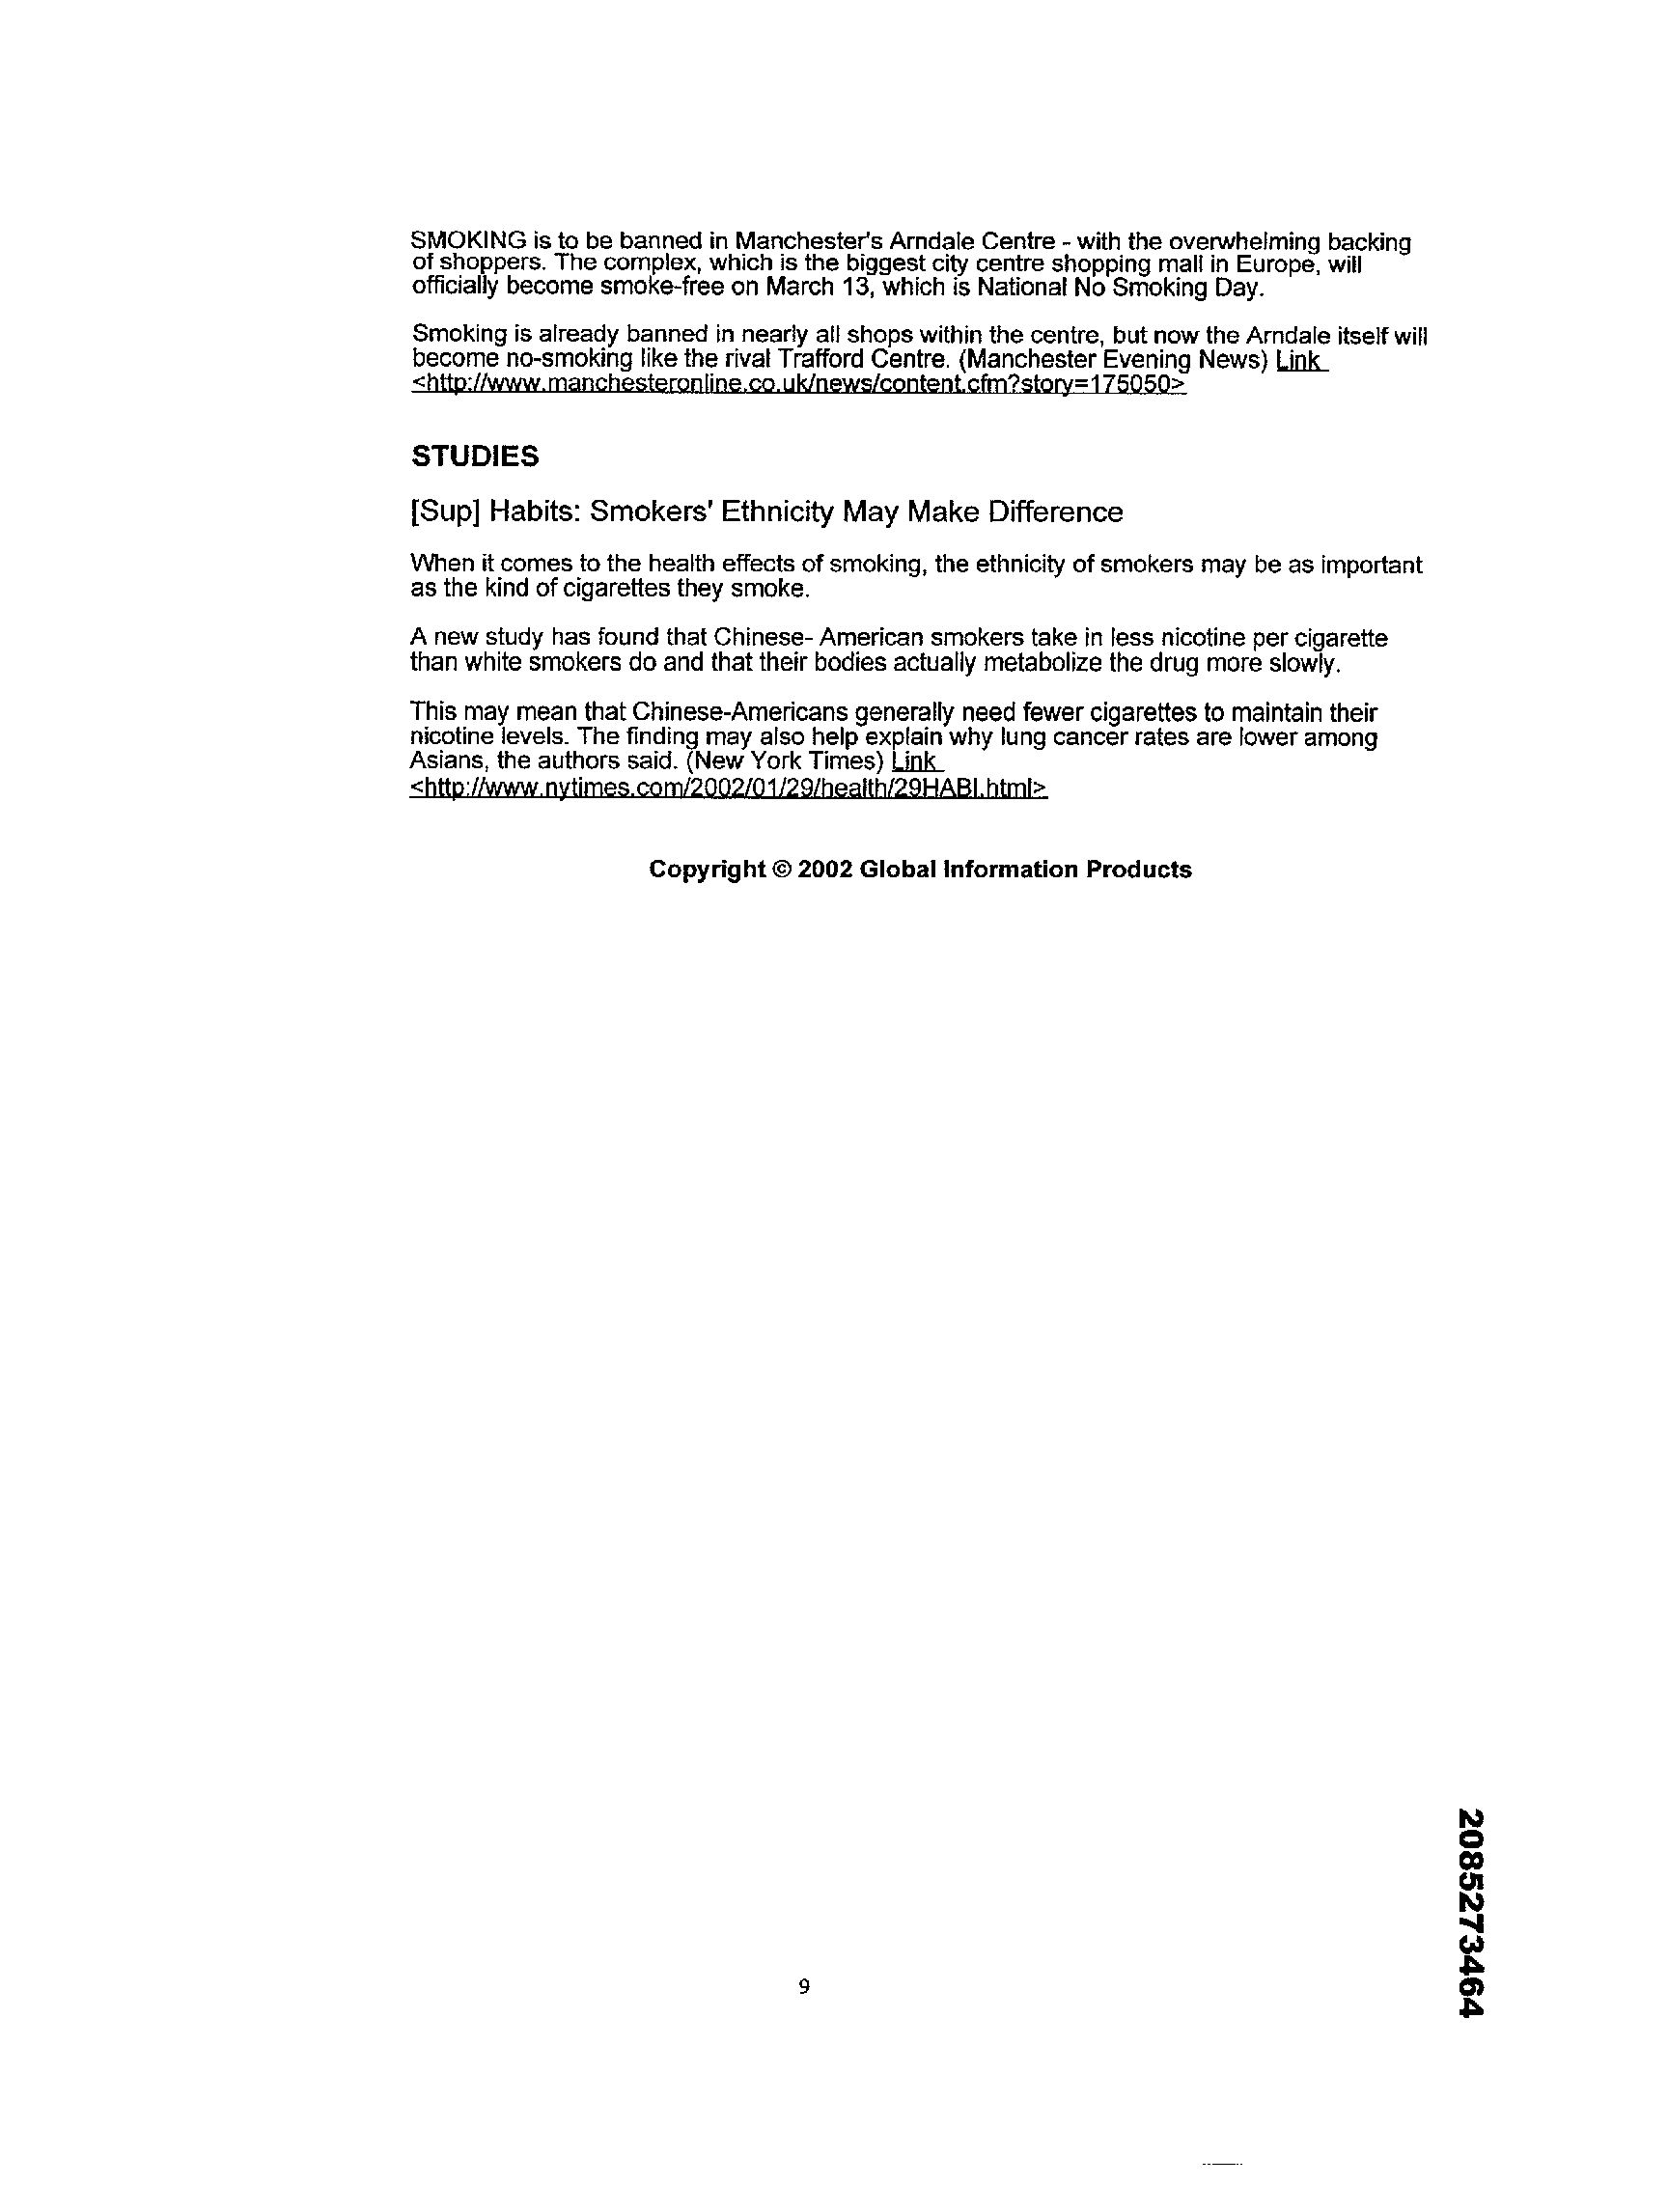 SMOKING is to be banned in Manchester's Arndale Centre - with the overwhelming backing
of shoppers. The complex, which is the biggest city centre shopping mall in Europe, will
officially become smoke-free on March 13, which is National No Smoking Day.
Smoking is already banned in nearly all shops within the centre, but now the Arndale itself will
become no-smoking like the rival Trafford Centre. (Manchester Evening News) Link
<http://www.manchesteronline.co.uk/news/content.cfm?story=175050>
STUDIES
[Sup] Habits: Smokers' Ethnicity May Make Difference
When it comes to the health effects of smoking, the ethnicity of smokers may be as important
as the kind of cigarettes they smoke.
A new study has found that Chinese- American smokers take in less nicotine per cigarette
than white smokers do and that their bodies actually metabolize the drug more slowly.
This may mean that Chinese-Americans generally need fewer cigarettes to maintain their
nicotine levels. The finding may also help explain why lung cancer rates are lower among
Asians, the authors said. (New York Times) Link
<http://www.nytimes.com/2002/01/29/health/29HABI.html>
Copyright © 2002 Global Information Products
2085273464
9